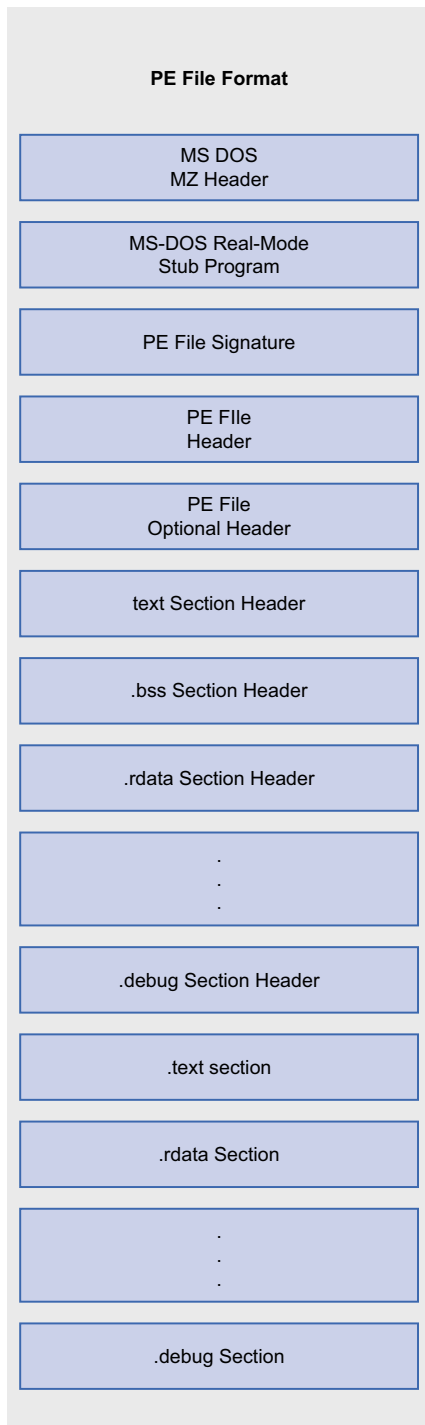 PE File Format
MS DOS
MZ Header
MS-DOS Real-Mode
Stub Program
PE File Signature
PE FIle
Header
PE File
Optional Header
text Section Header
.bss Section Header
.rdata Section Header
.
.
.
.debug Section Header
.text section
.rdata Section
.
.
.
.debug Section